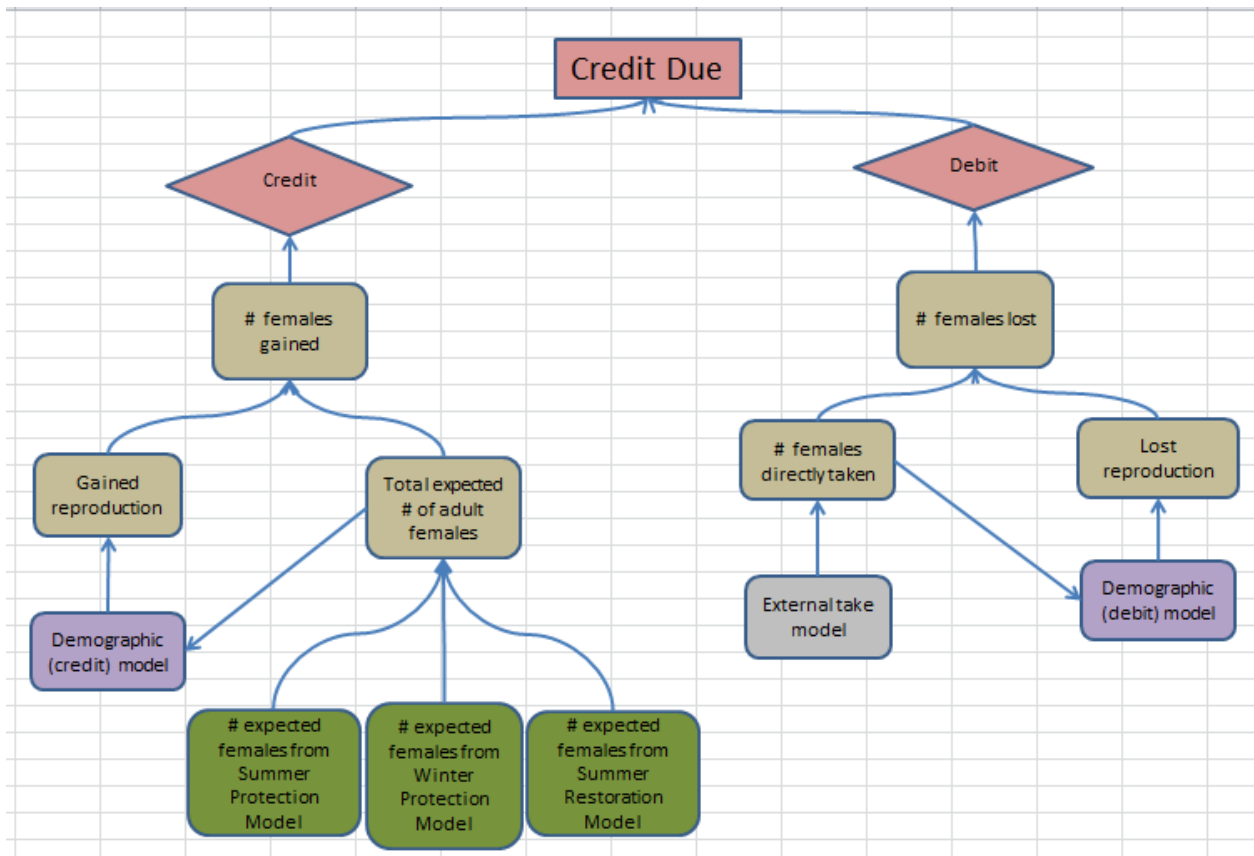 Credit Due
Credit
Debit
# females
gained
# females lost
Gained
reproduction
Total expected
# of adult
females
# females
directly taken
Lost
reproduction
Demographic
(credit) model
External take
model
Demographic
(debit) model
# expected
females from
Summer
Protection
Model
# expected
females from
Winter
Protection
Model
# expected
females from
Summer
Restoration
Model